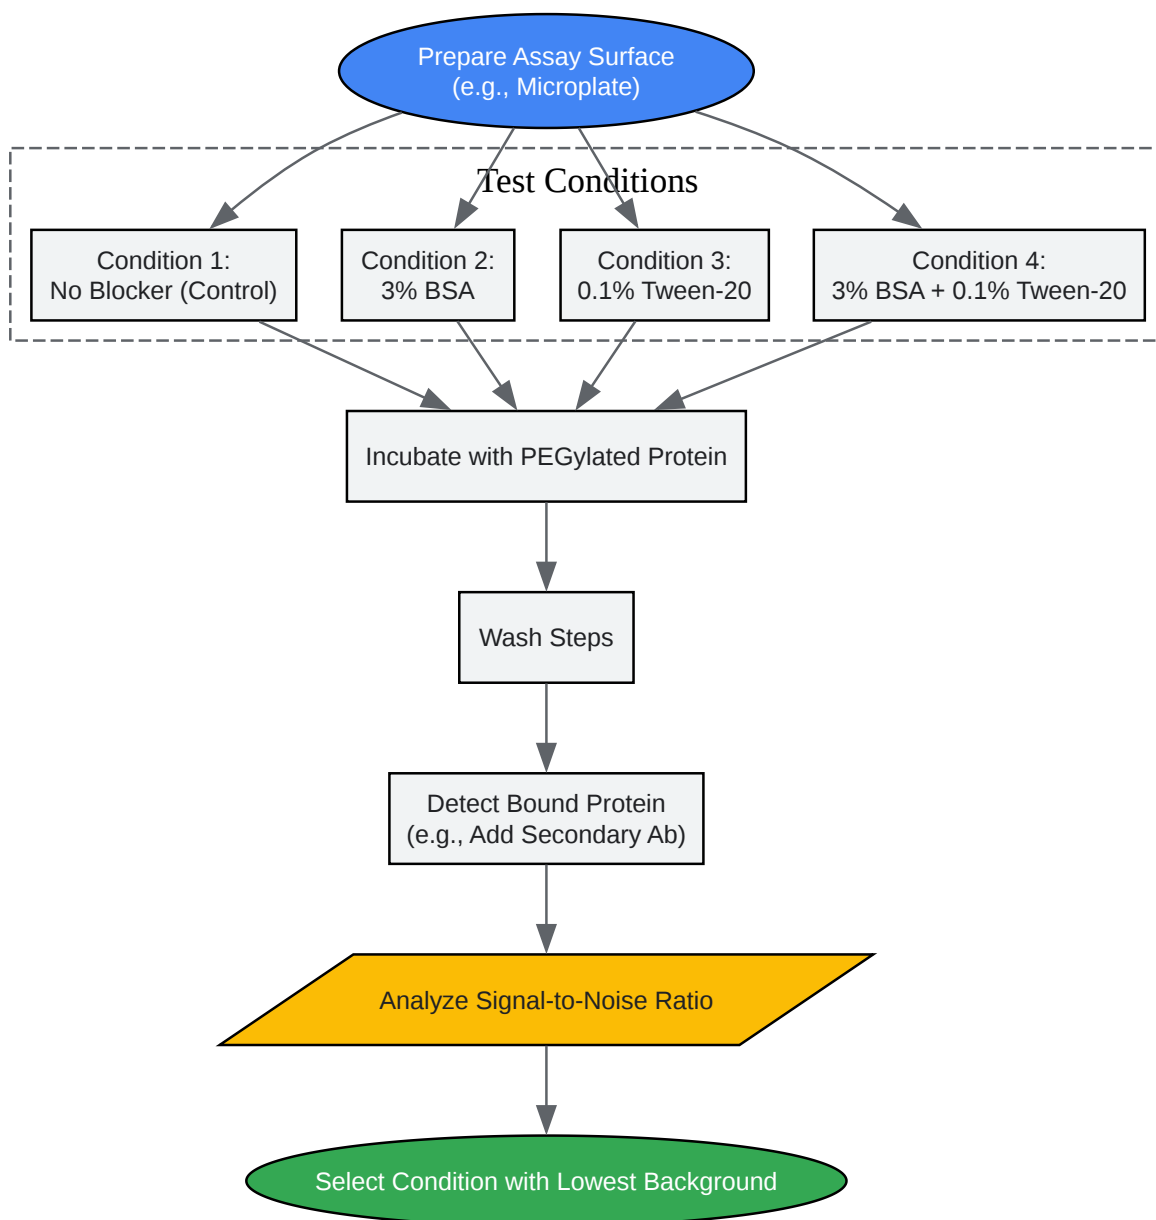 Prepare Assay Surface
(e.g., Microplate)
Test Conditions
Condition 1:
No Blocker (Control)
Condition 2:
3% BSA
Condition 3:
0.1% Tween-20
Condition 4:
3% BSA + 0.1% Tween-20
Incubate with PEGylated Protein
Wash Steps
Detect Bound Protein
(e.g., Add Secondary Ab)
Analyze Signal-to-Noise Ratio
Select Condition with Lowest Background